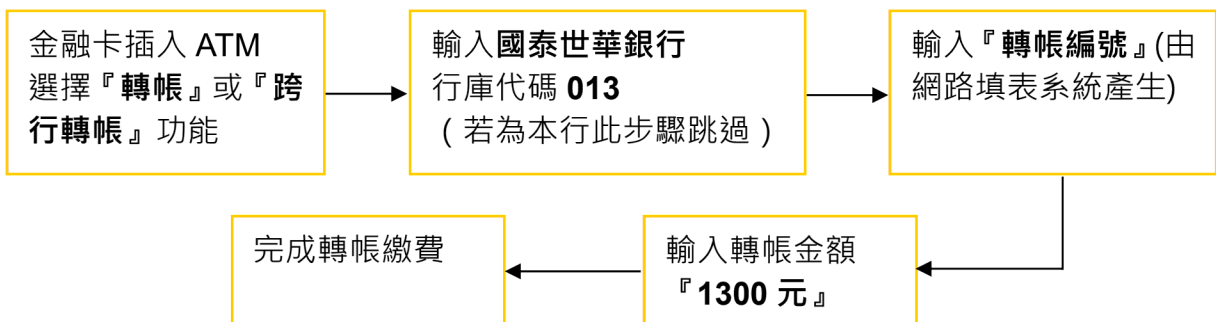 金融卡插入 ATM
選擇『轉帳』或『跨
行轉帳』功能
輸入國泰世華銀行
行庫代碼 013
（若為本行此步驟跳過）
輸入『轉帳編號』(由
網路填表系統產生)
輸入轉帳金額
『1300 元』
完成轉帳繳費